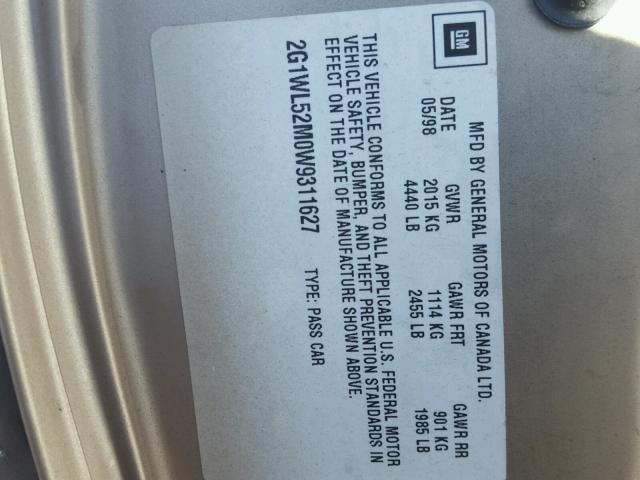 GM
MFD BY GENERAL MOTORS OF CANADA LTD.
DATE GVWR GAWR FRT GAWR RR
05/98 2015 KG 1114 KG 901 KG
4440 LB 2455 LB 1985 LB
THIS VEHICLE CONFORMS TO ALL APPLICABLE U.S. FEDERAL MOTOR
VEHICLE SAFETY, BUMPER, AND THEFT PREVENTION STANDARDS IN
EFFECT ON THE DATE OF MANUFACTURE SHOWN ABOVE.
2G1WL52M0W9311627 TYPE: PASS CAR